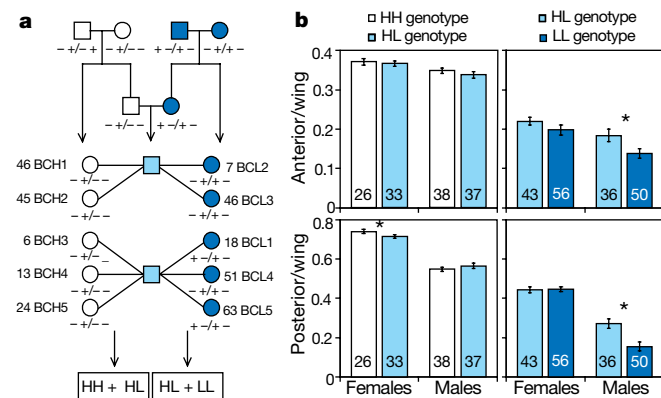 a
− +/− + − +/+ − + −/− + − +/+ −
− +/− − + −/+ −
46 BCH1 7 BCL2
− +/− − − +/+ −
45 BCH2 46 BCL3
− +/− − − +/+ −
6 BCH3 18 BCL1
− +/− − + −/+ −
13 BCH4 51 BCL4
− +/− − − +/+ −
24 BCH5 63 BCL5
− +/− − + −/+ −
HH + HL HL + LL
b
HH genotype HL genotype
HL genotype LL genotype
Anterior/wing
0.4
0.3
0.2
0.1
0
26 33 38 37 43 56 36 50
*
Posterior/wing
0.8
0.6
0.4
0.2
0
26 33 38 37 43 56 36 50
* *
Females Males Females Males